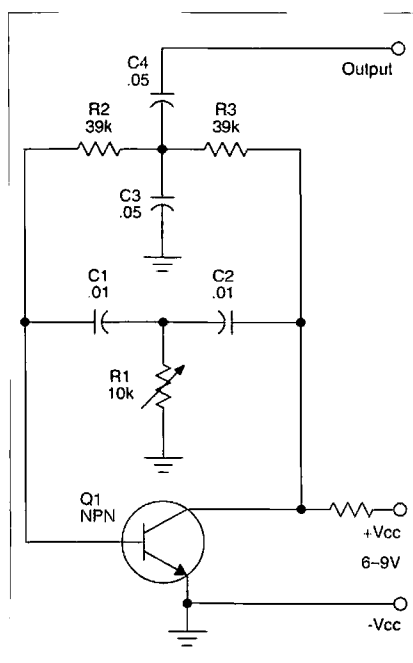 C4
.05
Output
R2
39k
R3
39k
C3
.05
C1
.01
C2
.01
R1
10k
Q1
NPN
+Vcc
6–9V
-Vcc